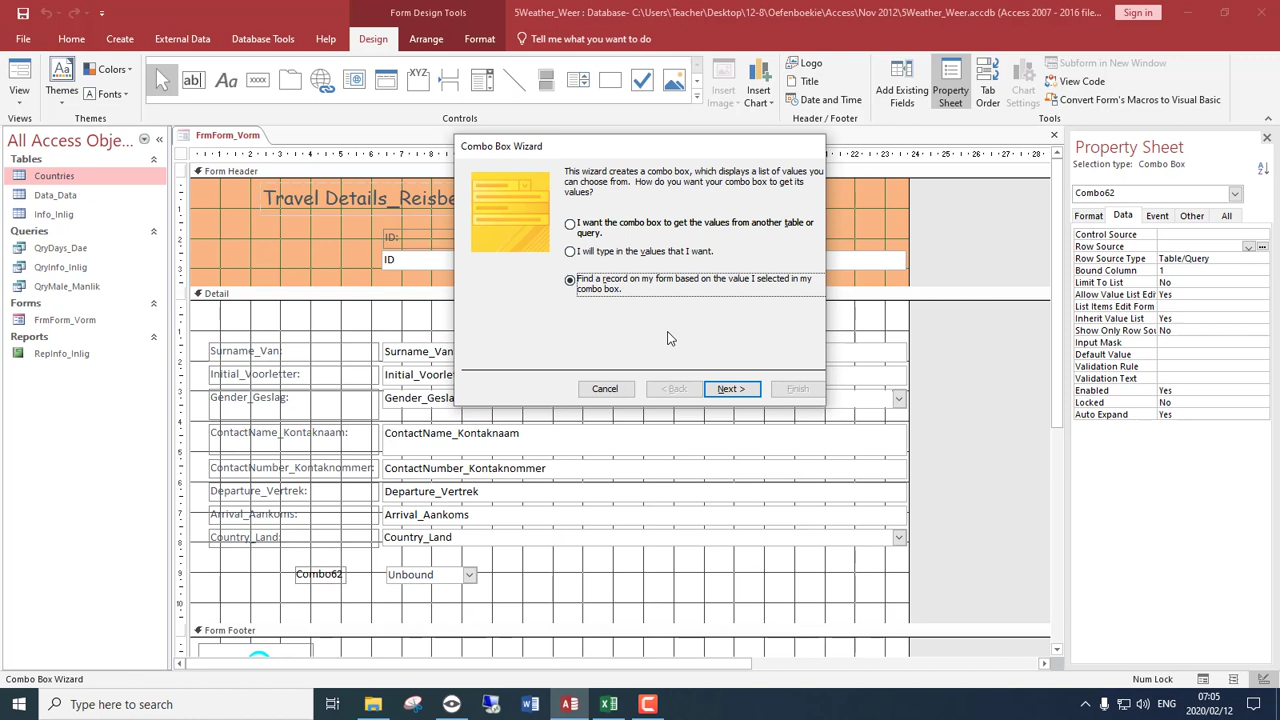 Form Design Tools
5Weather_Weer : Database- C:\Users\Teacher\Desktop\12-8\Oefenboekie\Access\Nov 2012\5Weather_Weer.accdb (Access 2007 - 2016 file...
Sign in
File Home Create External Data Database Tools Help Design Arrange Format Tell me what you want to do
View
Themes
Colors
Fonts
Themes
Aa
ab|
Aa
xxxx
XYZ
Controls
Insert Image
Insert Chart
Logo
Title
Date and Time
Header / Footer
Add Existing Fields
Property Sheet
Tab Order
Chart Settings
Subform in New Window
View Code
Convert Form's Macros to Visual Basic
Tools
All Access Obje...
Tables
Countries
Data_Data
Info_Inlig
Queries
QryDays_Dae
QryInfo_Inlig
QryMale_Manlik
Forms
FrmForm_Vorm
Reports
RepInfo_Inlig
FrmForm_Vorm
Form Header
Travel Details_Reisbe
ID:
ID
Detail
Surname_Van:
Surname_Van
Initial_Voorletter:
Initial_Voorle
Gender_Geslag:
Gender_Gesla
ContactName_Kontaknaam:
ContactName_Kontaknaam
ContactNumber_Kontaknommer:
ContactNumber_Kontaknommer
Departure_Vertrek:
Departure_Vertrek
Arrival_Aankoms:
Arrival_Aankoms
Country_Land:
Country_Land
Combo62
Unbound
Form Footer
Combo Box Wizard
This wizard creates a combo box, which displays a list of values you
can choose from. How do you want your combo box to get its
values?
I want the combo box to get the values from another table or
query.
I will type in the values that I want.
Find a record on my form based on the value I selected in my
combo box.
Cancel
< Back
Next >
Finish
Property Sheet
Selection type: Combo Box
Combo62
Format Data Event Other All
Control Source
Row Source
Row Source Type Table/Query
Bound Column 1
Limit To List No
Allow Value List Edit Yes
List Items Edit Form
Inherit Value List Yes
Show Only Row Sou No
Input Mask
Default Value
Validation Rule
Validation Text
Enabled Yes
Locked No
Auto Expand Yes
Combo Box Wizard
Num Lock
Type here to search
ENG
07:05
2020/02/12